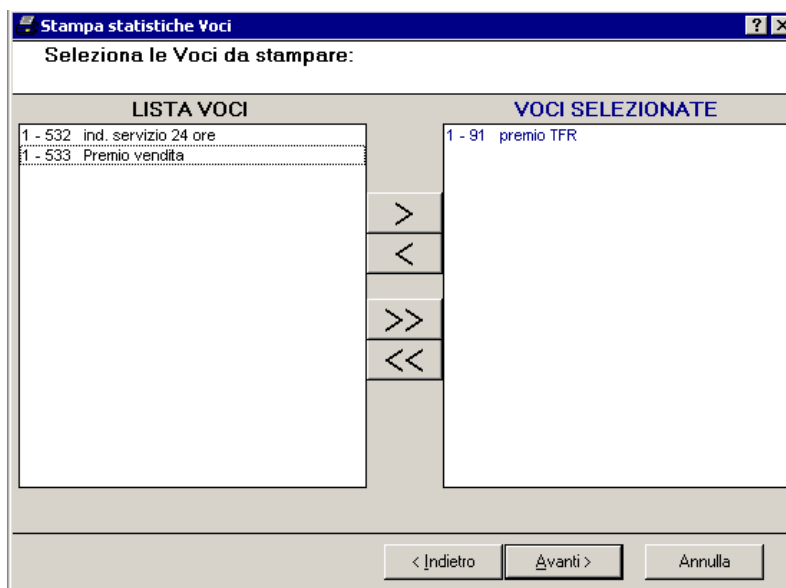 Stampa statistiche Voci
Seleziona le Voci da stampare:
LISTA VOCI
VOCI SELEZIONATE
1 - 532 ind. servizio 24 ore
1 - 533 Premio vendita
1 - 91 premio TFR
>
<
>>
<<
< Indietro
Avanti >
Annulla